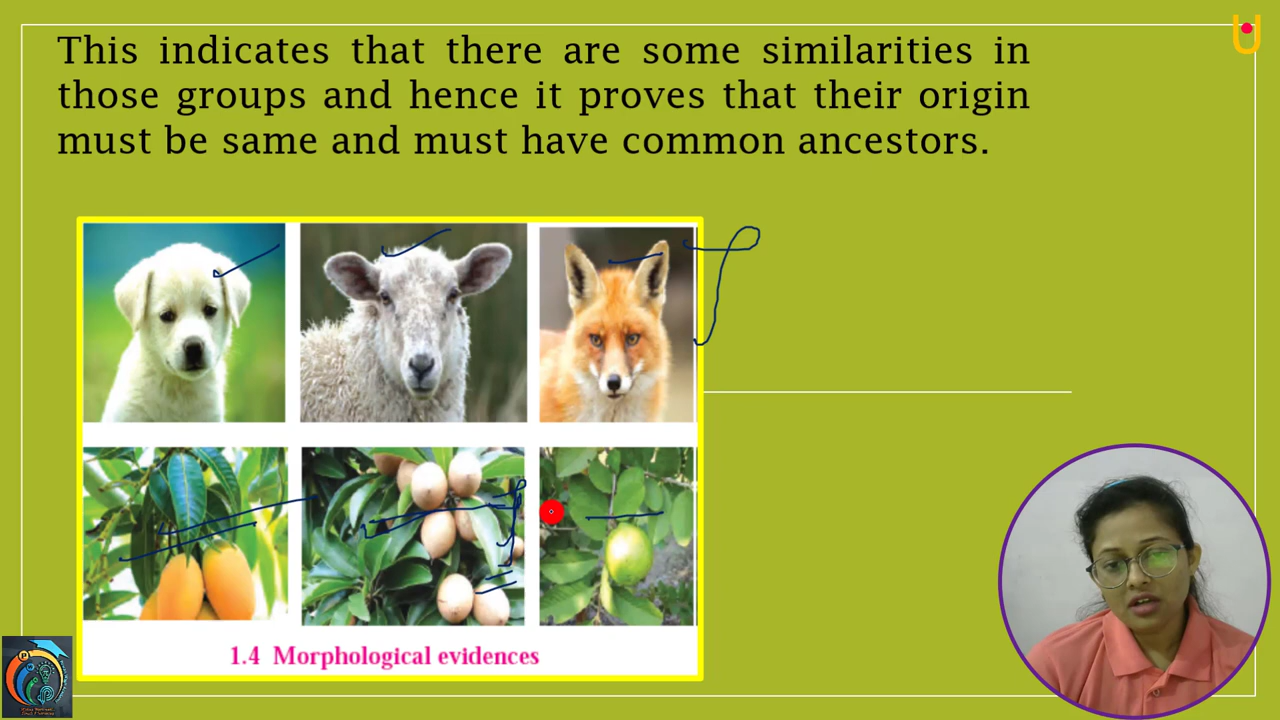 This indicates that there are some similarities in
those groups and hence it proves that their origin
must be same and must have common ancestors.
1.4 Morphological evidences